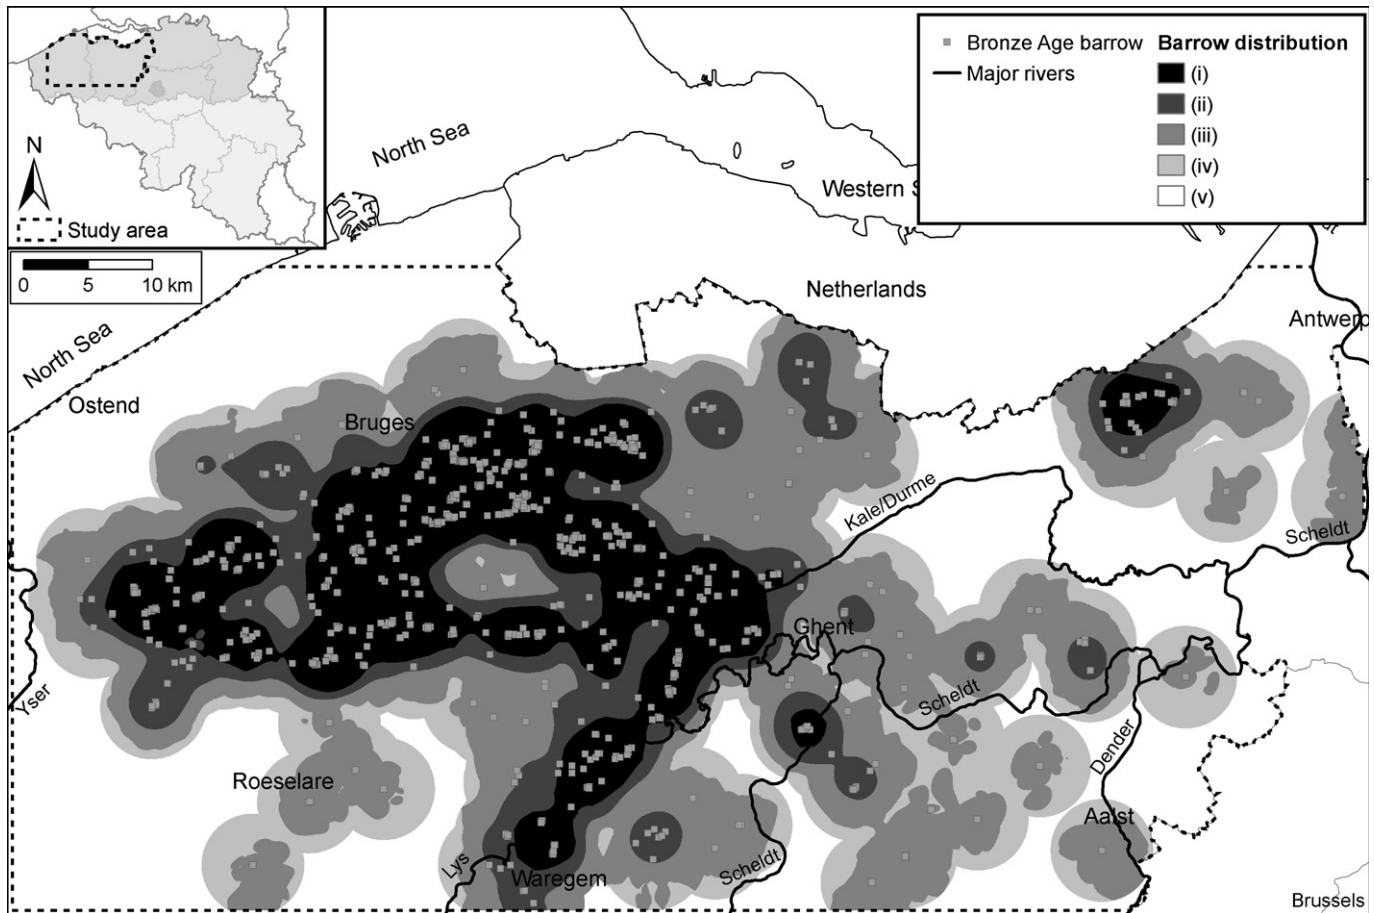 N
Study area
0 5 10 km
North Sea
Western S
Bronze Age barrow
Major rivers
Barrow distribution
(i)
(ii)
(iii)
(iv)
(v)
Netherlands
North Sea
Antwerp
Ostend
Bruges
Kale/Durme
Scheldt
Ghent
Yser
Scheldt
Dender
Roeselare
Aalst
Lys
Waregem
Scheldt
Brussels